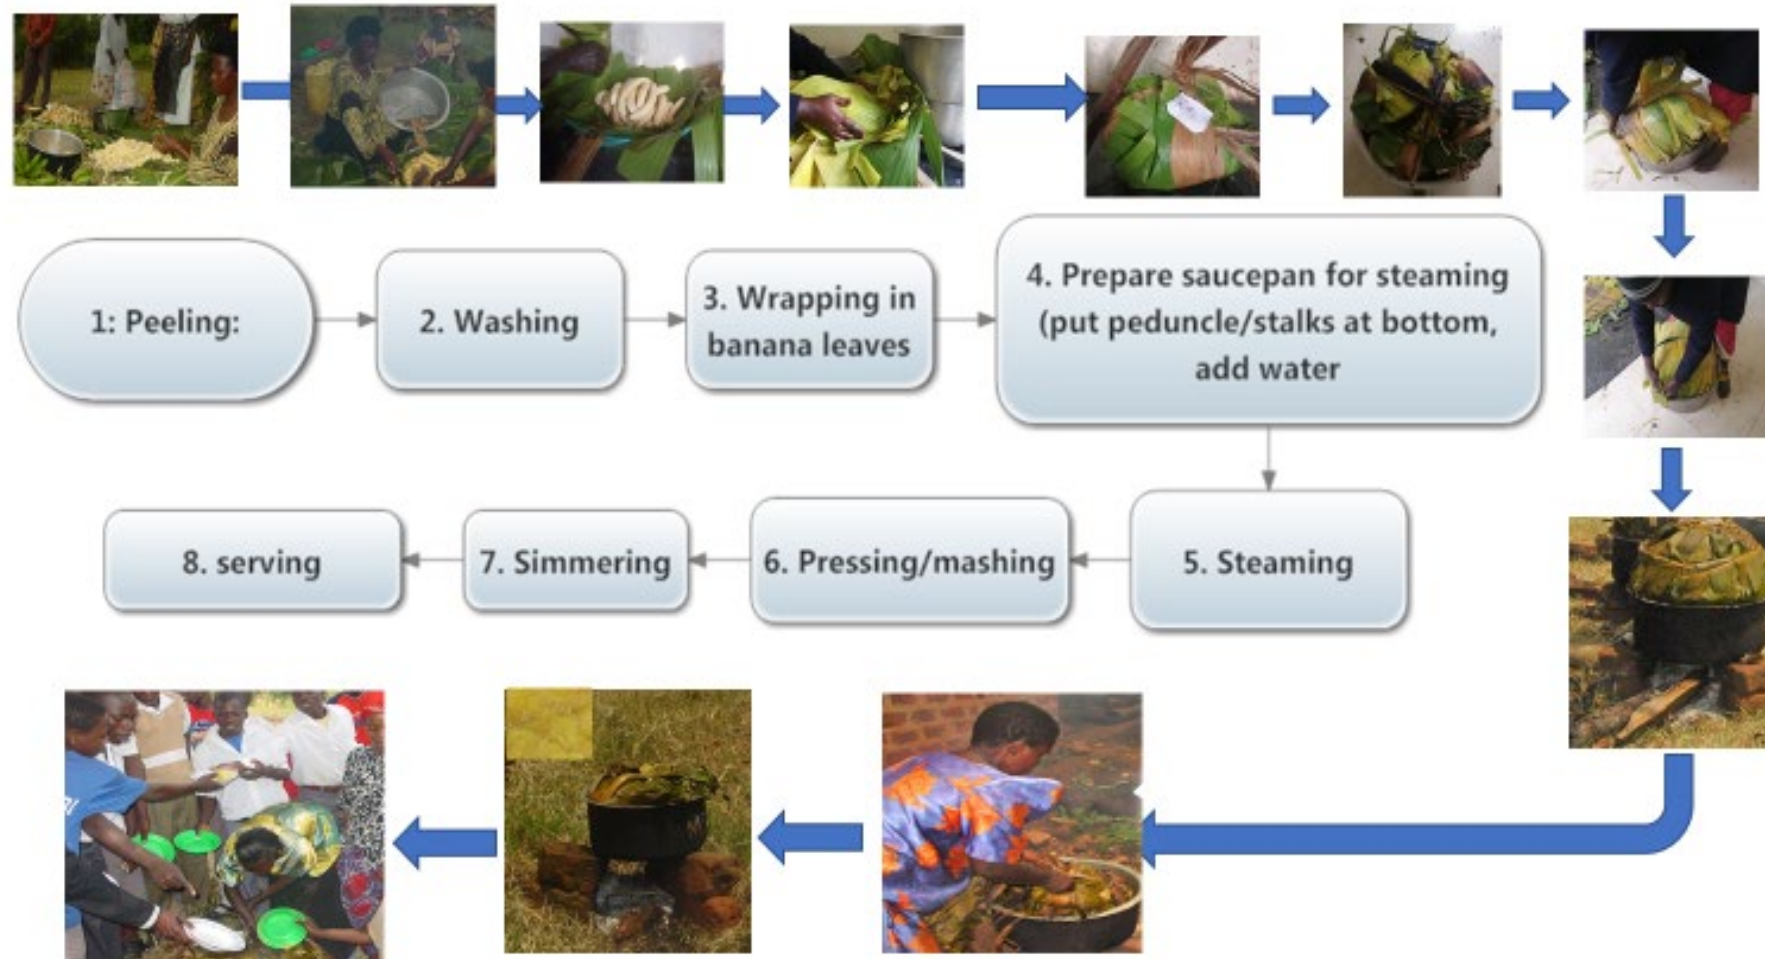 1: Peeling:
2. Washing
3. Wrapping in
banana leaves
4. Prepare saucepan for steaming
(put peduncle/stalks at bottom,
add water
5. Steaming
6. Pressing/mashing
7. Simmering
8. serving